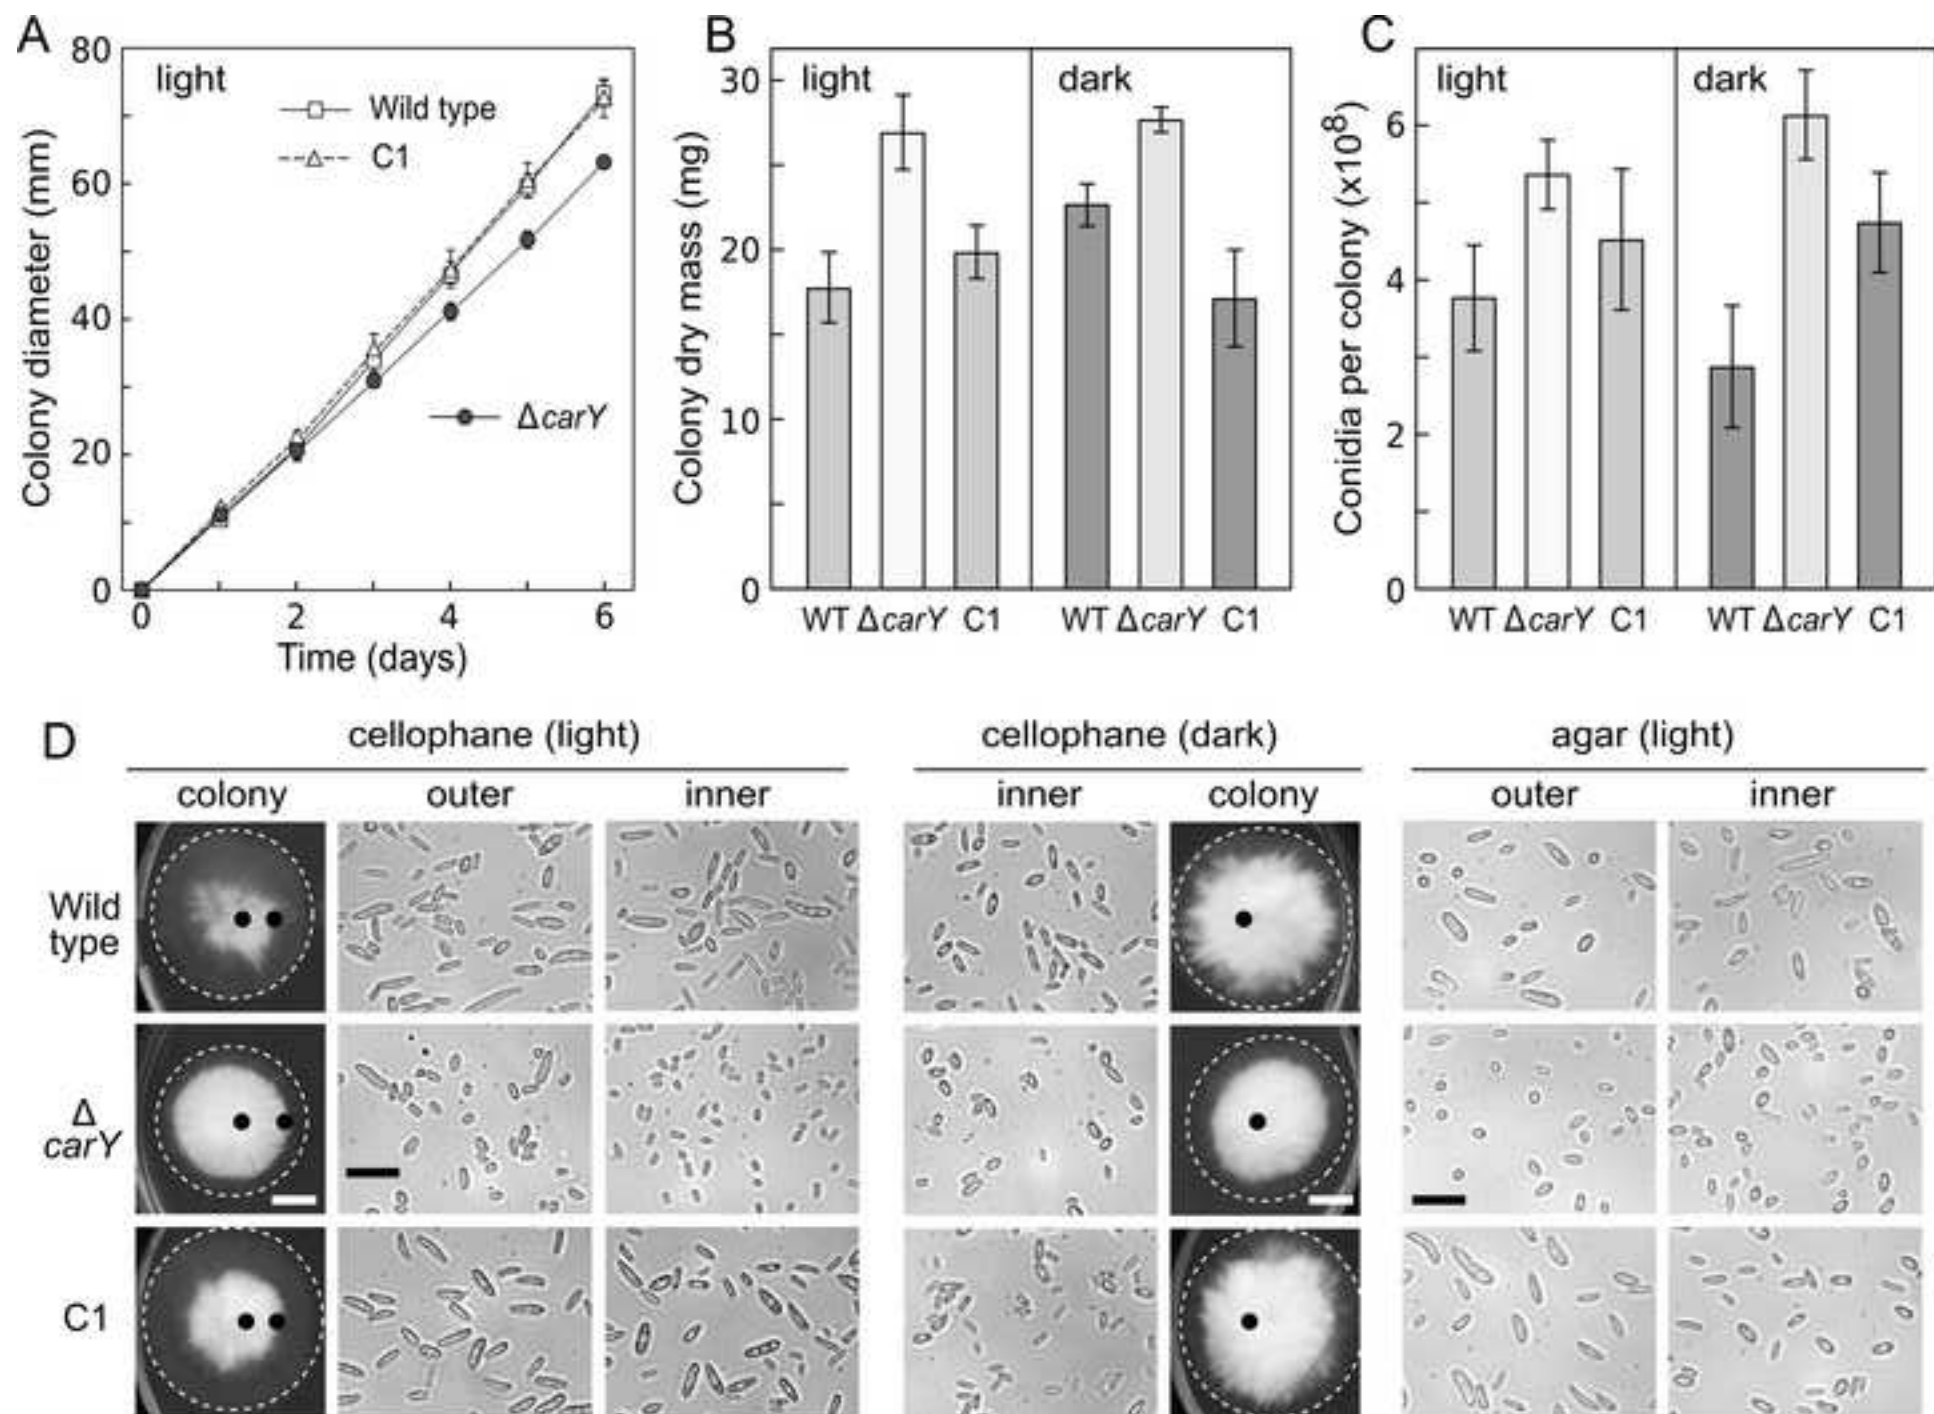 A
80
60
40
20
0
Colony diameter (mm)
light
Wild type
C1
ΔcarY
0 2 4 6
Time (days)
B
30
20
10
0
Colony dry mass (mg)
light dark
WT ΔcarY C1 WT ΔcarY C1
C
6
4
2
0
Conidia per colony (x10⁸)
light dark
WT ΔcarY C1 WT ΔcarY C1
D
cellophane (light) cellophane (dark) agar (light)
colony outer inner inner colony outer inner
Wild
type
Δ
carY
C1